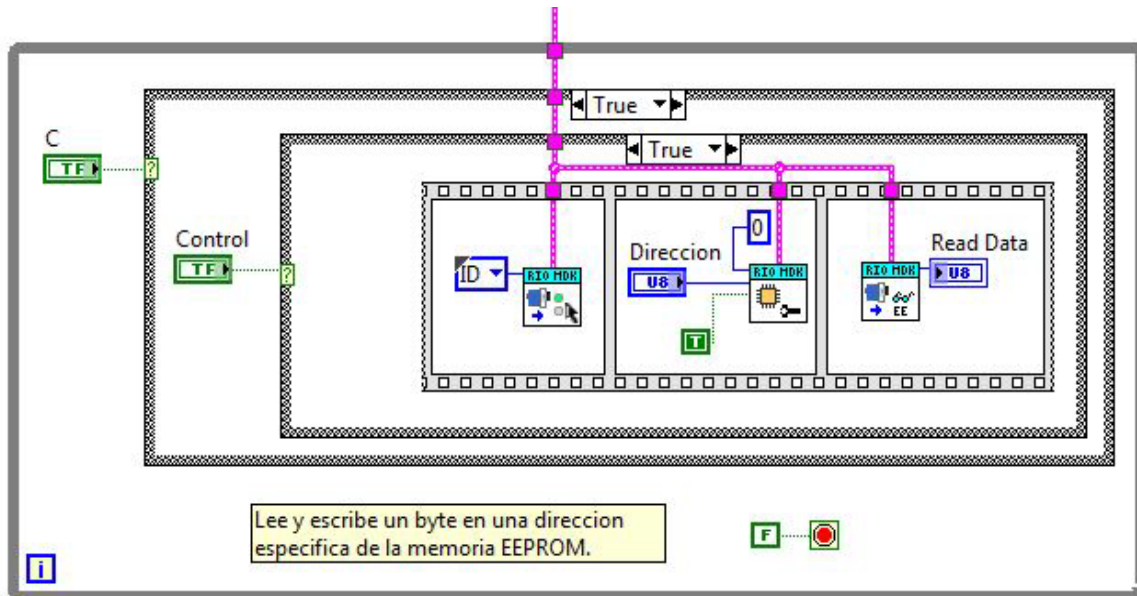 True
C
TF
True
?
Control
TF
?
0
Direccion
Read Data
ID
RIO MDK
U8
RIO MDK
RIO MDK
U8
EE
T
Lee y escribe un byte en una direccion
especifica de la memoria EEPROM.
F
i